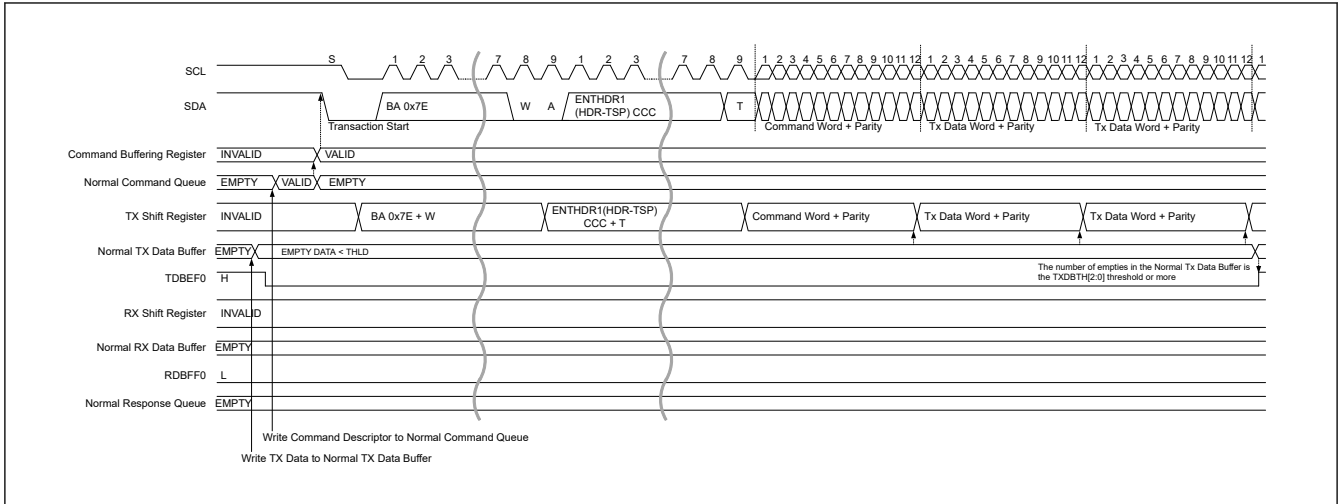 S 1 2 3 7 8 9 1 2 3 7 8 9 1 2 3 4 5 6 7 8 9 10 11 12 1 2 3 4 5 6 7 8 9 10 11 12 1 2 3 4 5 6 7 8 9 10 11 12 1
SCL
SDA BA 0x7E W A ENTHDR1 (HDR-TSP) CCC T
Transaction Start Command Word + Parity Tx Data Word + Parity Tx Data Word + Parity
Command Buffering Register INVALID VALID
Normal Command Queue EMPTY VALID EMPTY
TX Shift Register INVALID BA 0x7E + W ENTHDR1(HDR-TSP) CCC + T Command Word + Parity Tx Data Word + Parity Tx Data Word + Parity
Normal TX Data Buffer EMPTY EMPTY DATA < THLD
The number of empties in the Normal Tx Data Buffer is
the TXDBTH[2:0] threshold or more
TDBEF0 H
RX Shift Register INVALID
Normal RX Data Buffer EMPTY
RDBFF0 L
Normal Response Queue EMPTY
Write Command Descriptor to Normal Command Queue
Write TX Data to Normal TX Data Buffer